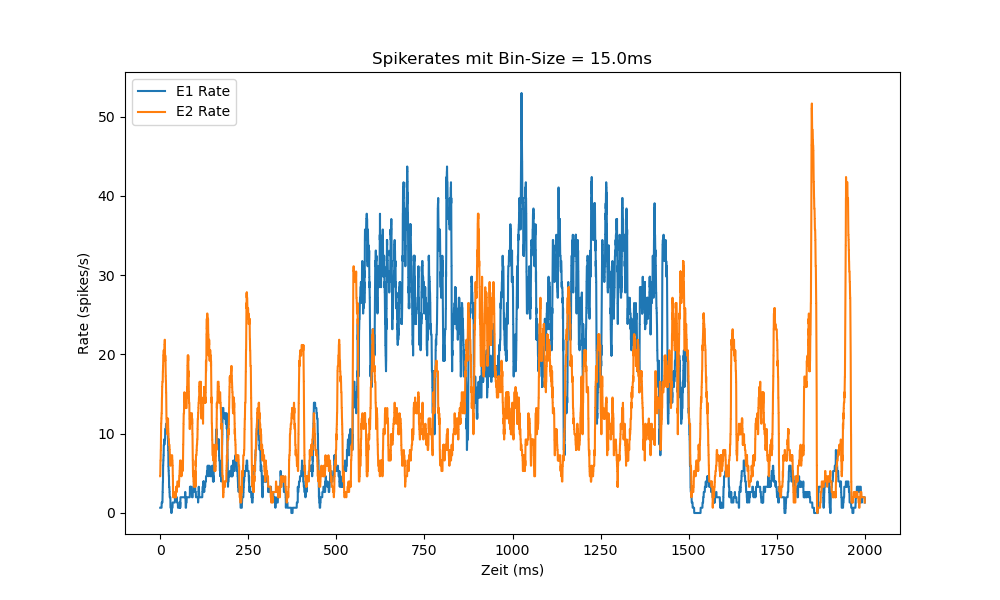 Spikerates mit Bin-Size = 15.0ms
E1 Rate
E2 Rate
Rate (spikes/s)
50
40
30
20
10
0
0 250 500 750 1000 1250 1500 1750 2000
Zeit (ms)